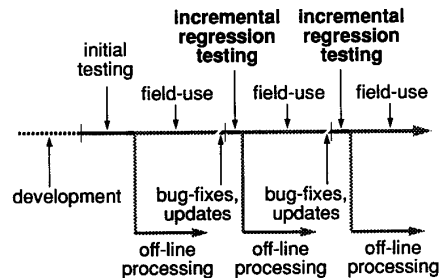 initial
testing
incremental
regression
testing
incremental
regression
testing
field-use
field-use
field-use
development
bug-fixes,
updates
bug-fixes,
updates
off-line
processing
off-line
processing
off-line
processing